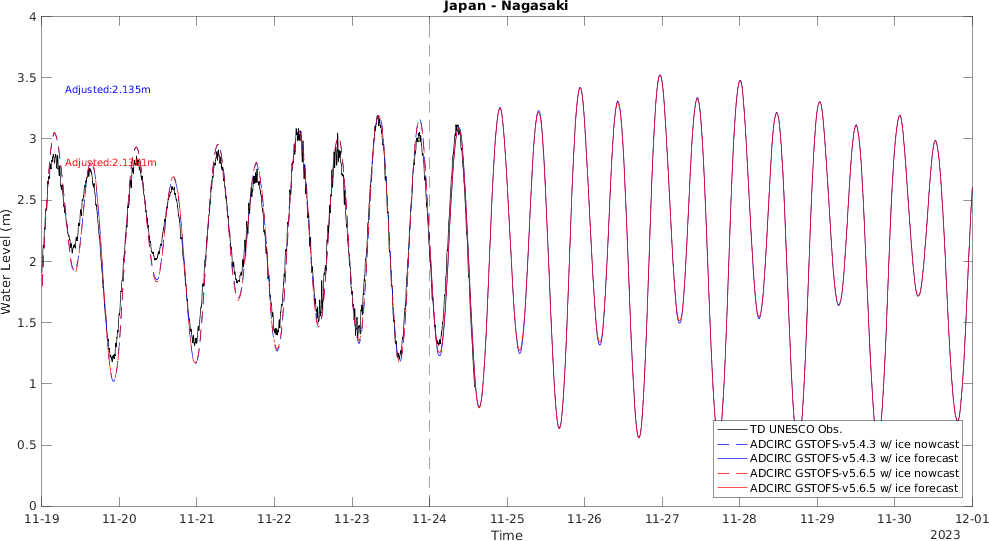 Japan - Nagasaki
4
3.5
3
2.5
2
1.5
1
0.5
0
Water Level (m)
Adjusted:2.135m
TD UNESCO Obs.
ADCIRC GSTOFS-v5.4.3 w/ ice nowcast
ADCIRC GSTOFS-v5.4.3 w/ ice forecast
ADCIRC GSTOFS-v5.6.5 w/ ice nowcast
ADCIRC GSTOFS-v5.6.5 w/ ice forecast
11-19 11-20 11-21 11-22 11-23 11-24 11-25 11-26 11-27 11-28 11-29 11-30 12-01
Time
2023